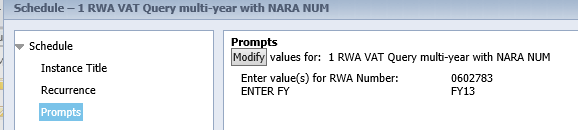 Schedule – 1 RWA VAT Query multi-year with NARA NUM
Schedule
Instance Title
Recurrence
Prompts
Prompts
Modify values for: 1 RWA VAT Query multi-year with NARA NUM
Enter value(s) for RWA Number: 0602783
ENTER FY FY13